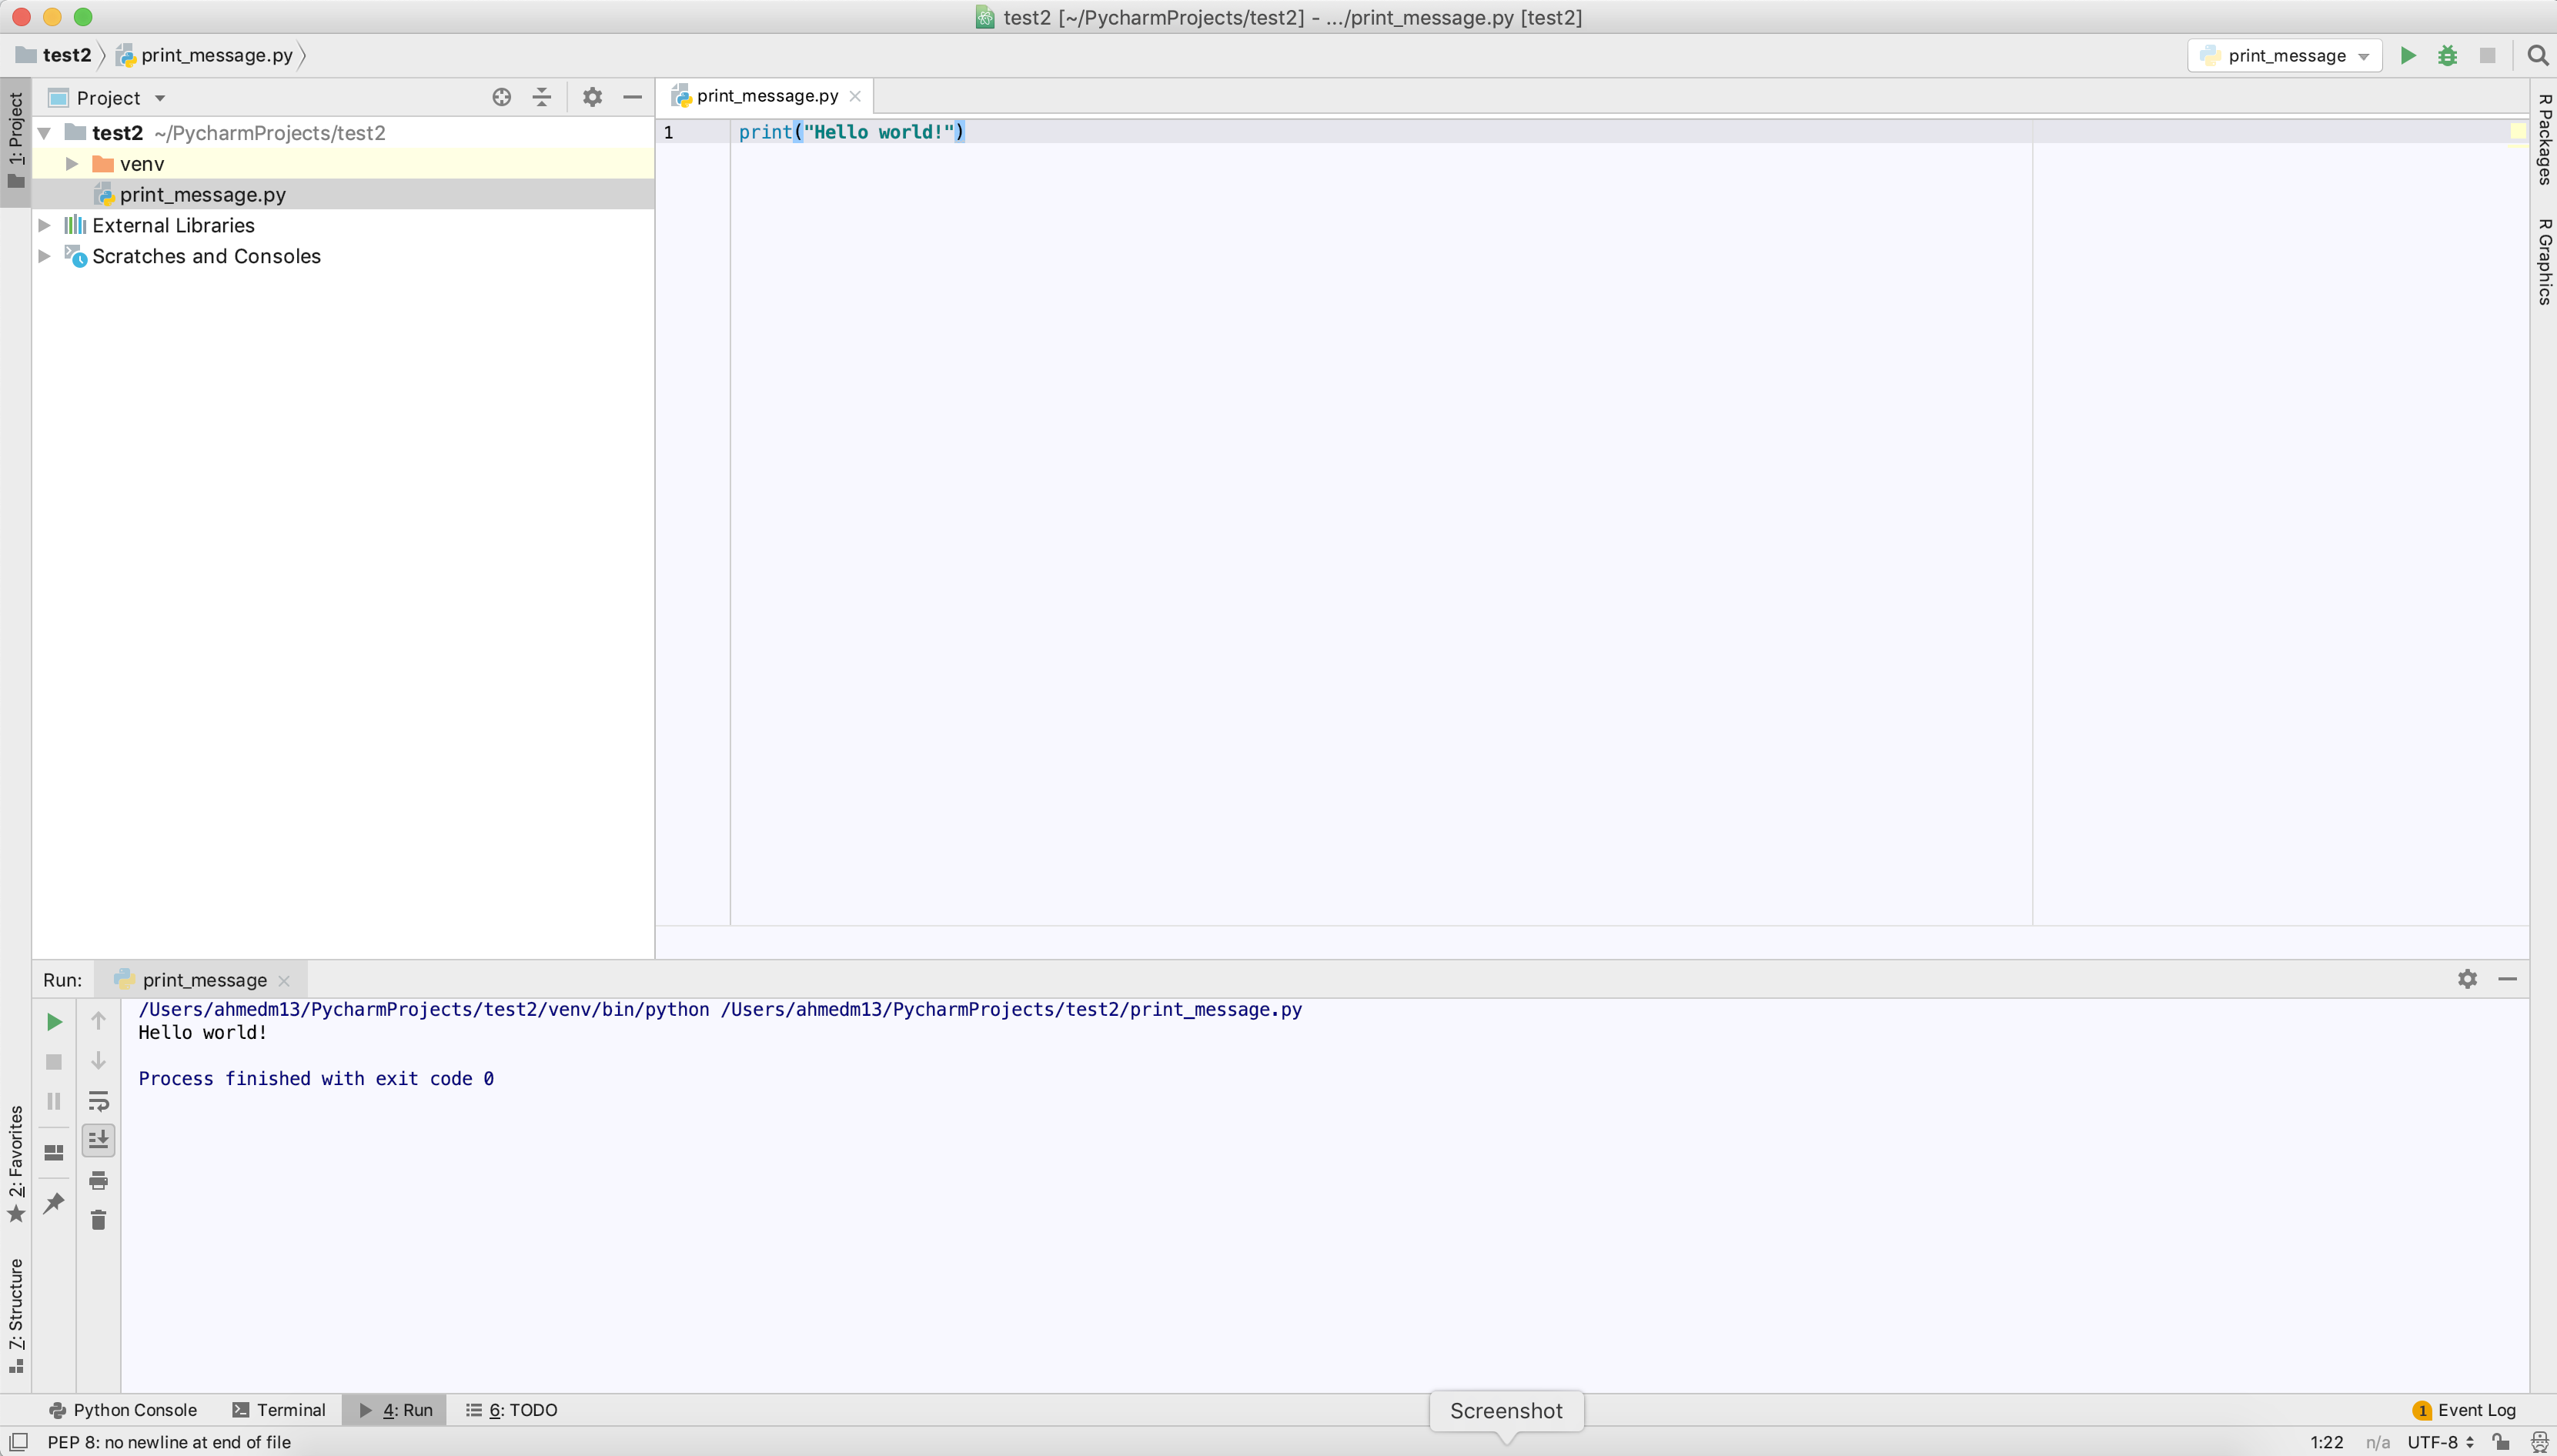 test2 [~/PycharmProjects/test2] - .../print_message.py [test2]
test2 print_message.py
print_message
1: Project
Project
test2 ~/PycharmProjects/test2
venv
print_message.py
External Libraries
Scratches and Consoles
print_message.py
1 print("Hello world!")
R Packages
R Graphics
Run: print_message
/Users/ahmedm13/PycharmProjects/test2/venv/bin/python /Users/ahmedm13/PycharmProjects/test2/print_message.py
Hello world!
Process finished with exit code 0
2: Favorites
Z: Structure
Python Console Terminal 4: Run 6: TODO
Screenshot
1 Event Log
PEP 8: no newline at end of file
1:22 n/a UTF-8